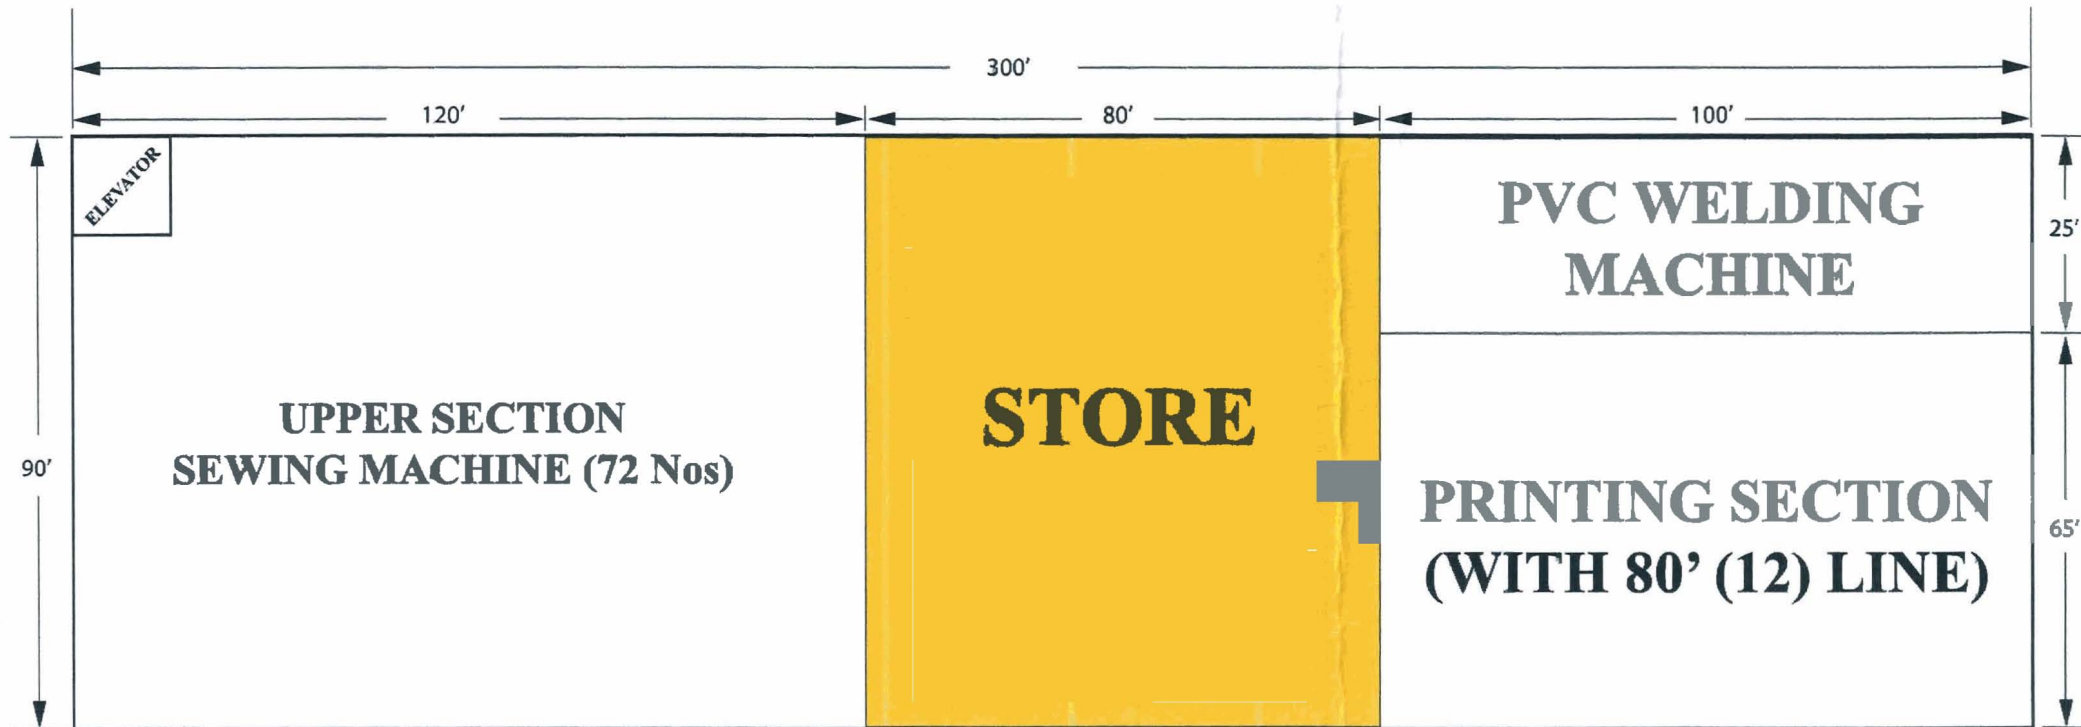 300'
120'
80'
100'
ELEVATOR
PVC WELDING
MACHINE
25'
UPPER SECTION
SEWING MACHINE (72 Nos)
90'
STORE
PRINTING SECTION
(WITH 80’ (12) LINE)
65'